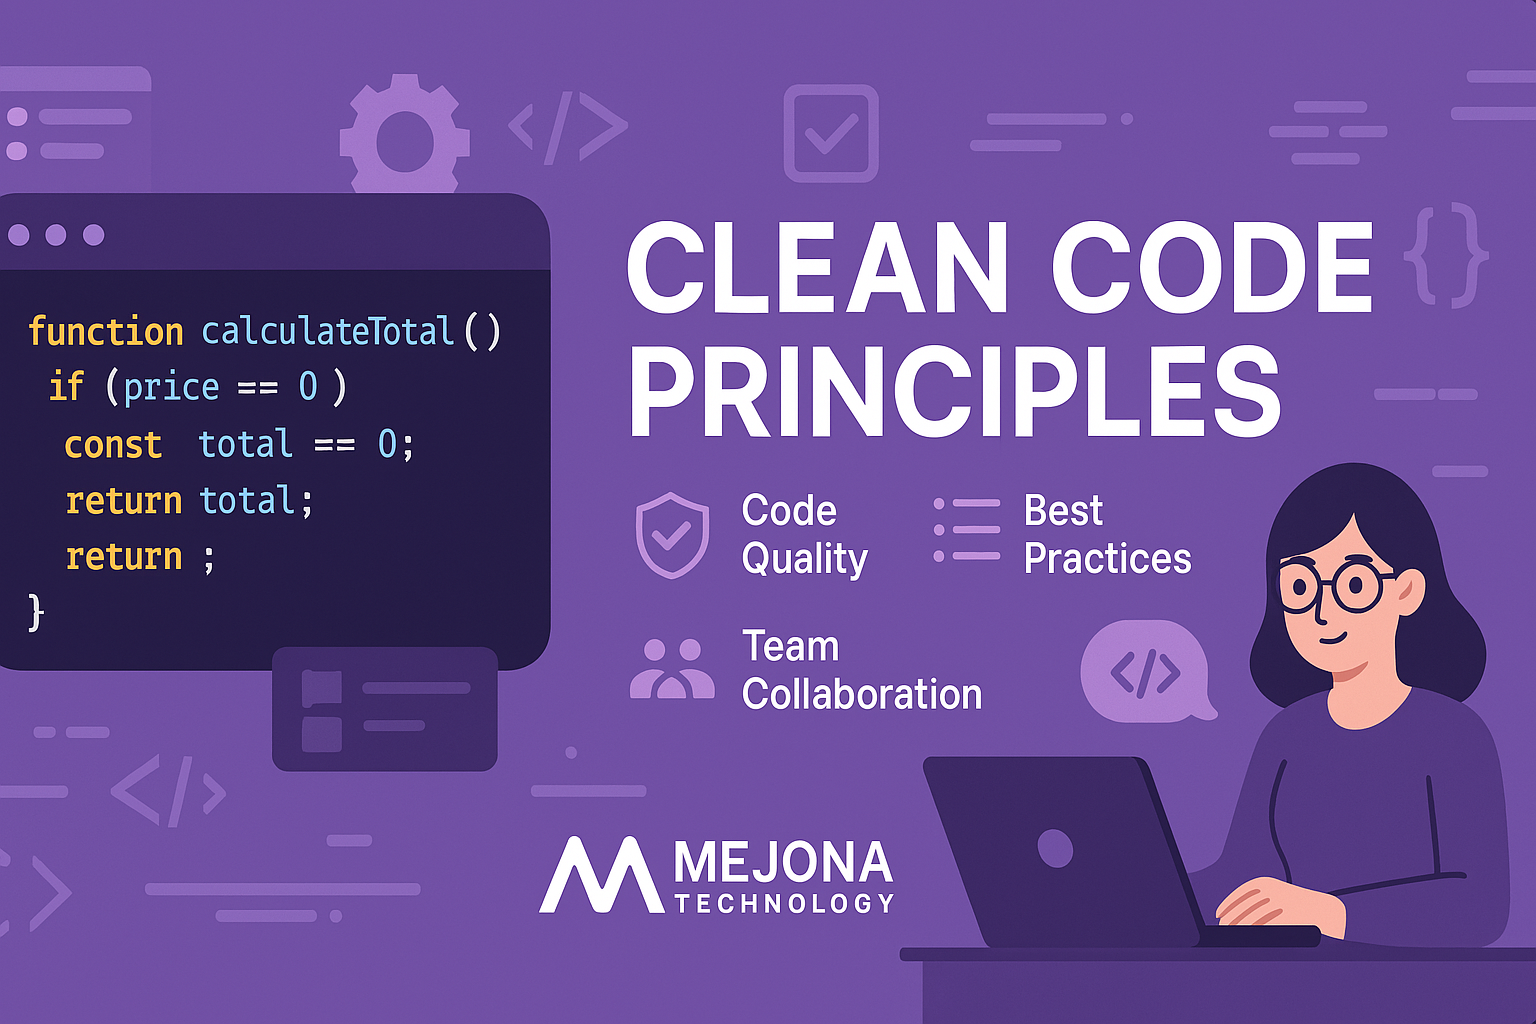 function calculateTotal()
if (price == 0 )
const total == 0;
return total;
return ;
}
</>
{}
CLEAN CODE
PRINCIPLES
Code
Quality
Best
Practices
Team
Collaboration
</>
</>
MEJONA
TECHNOLOGY